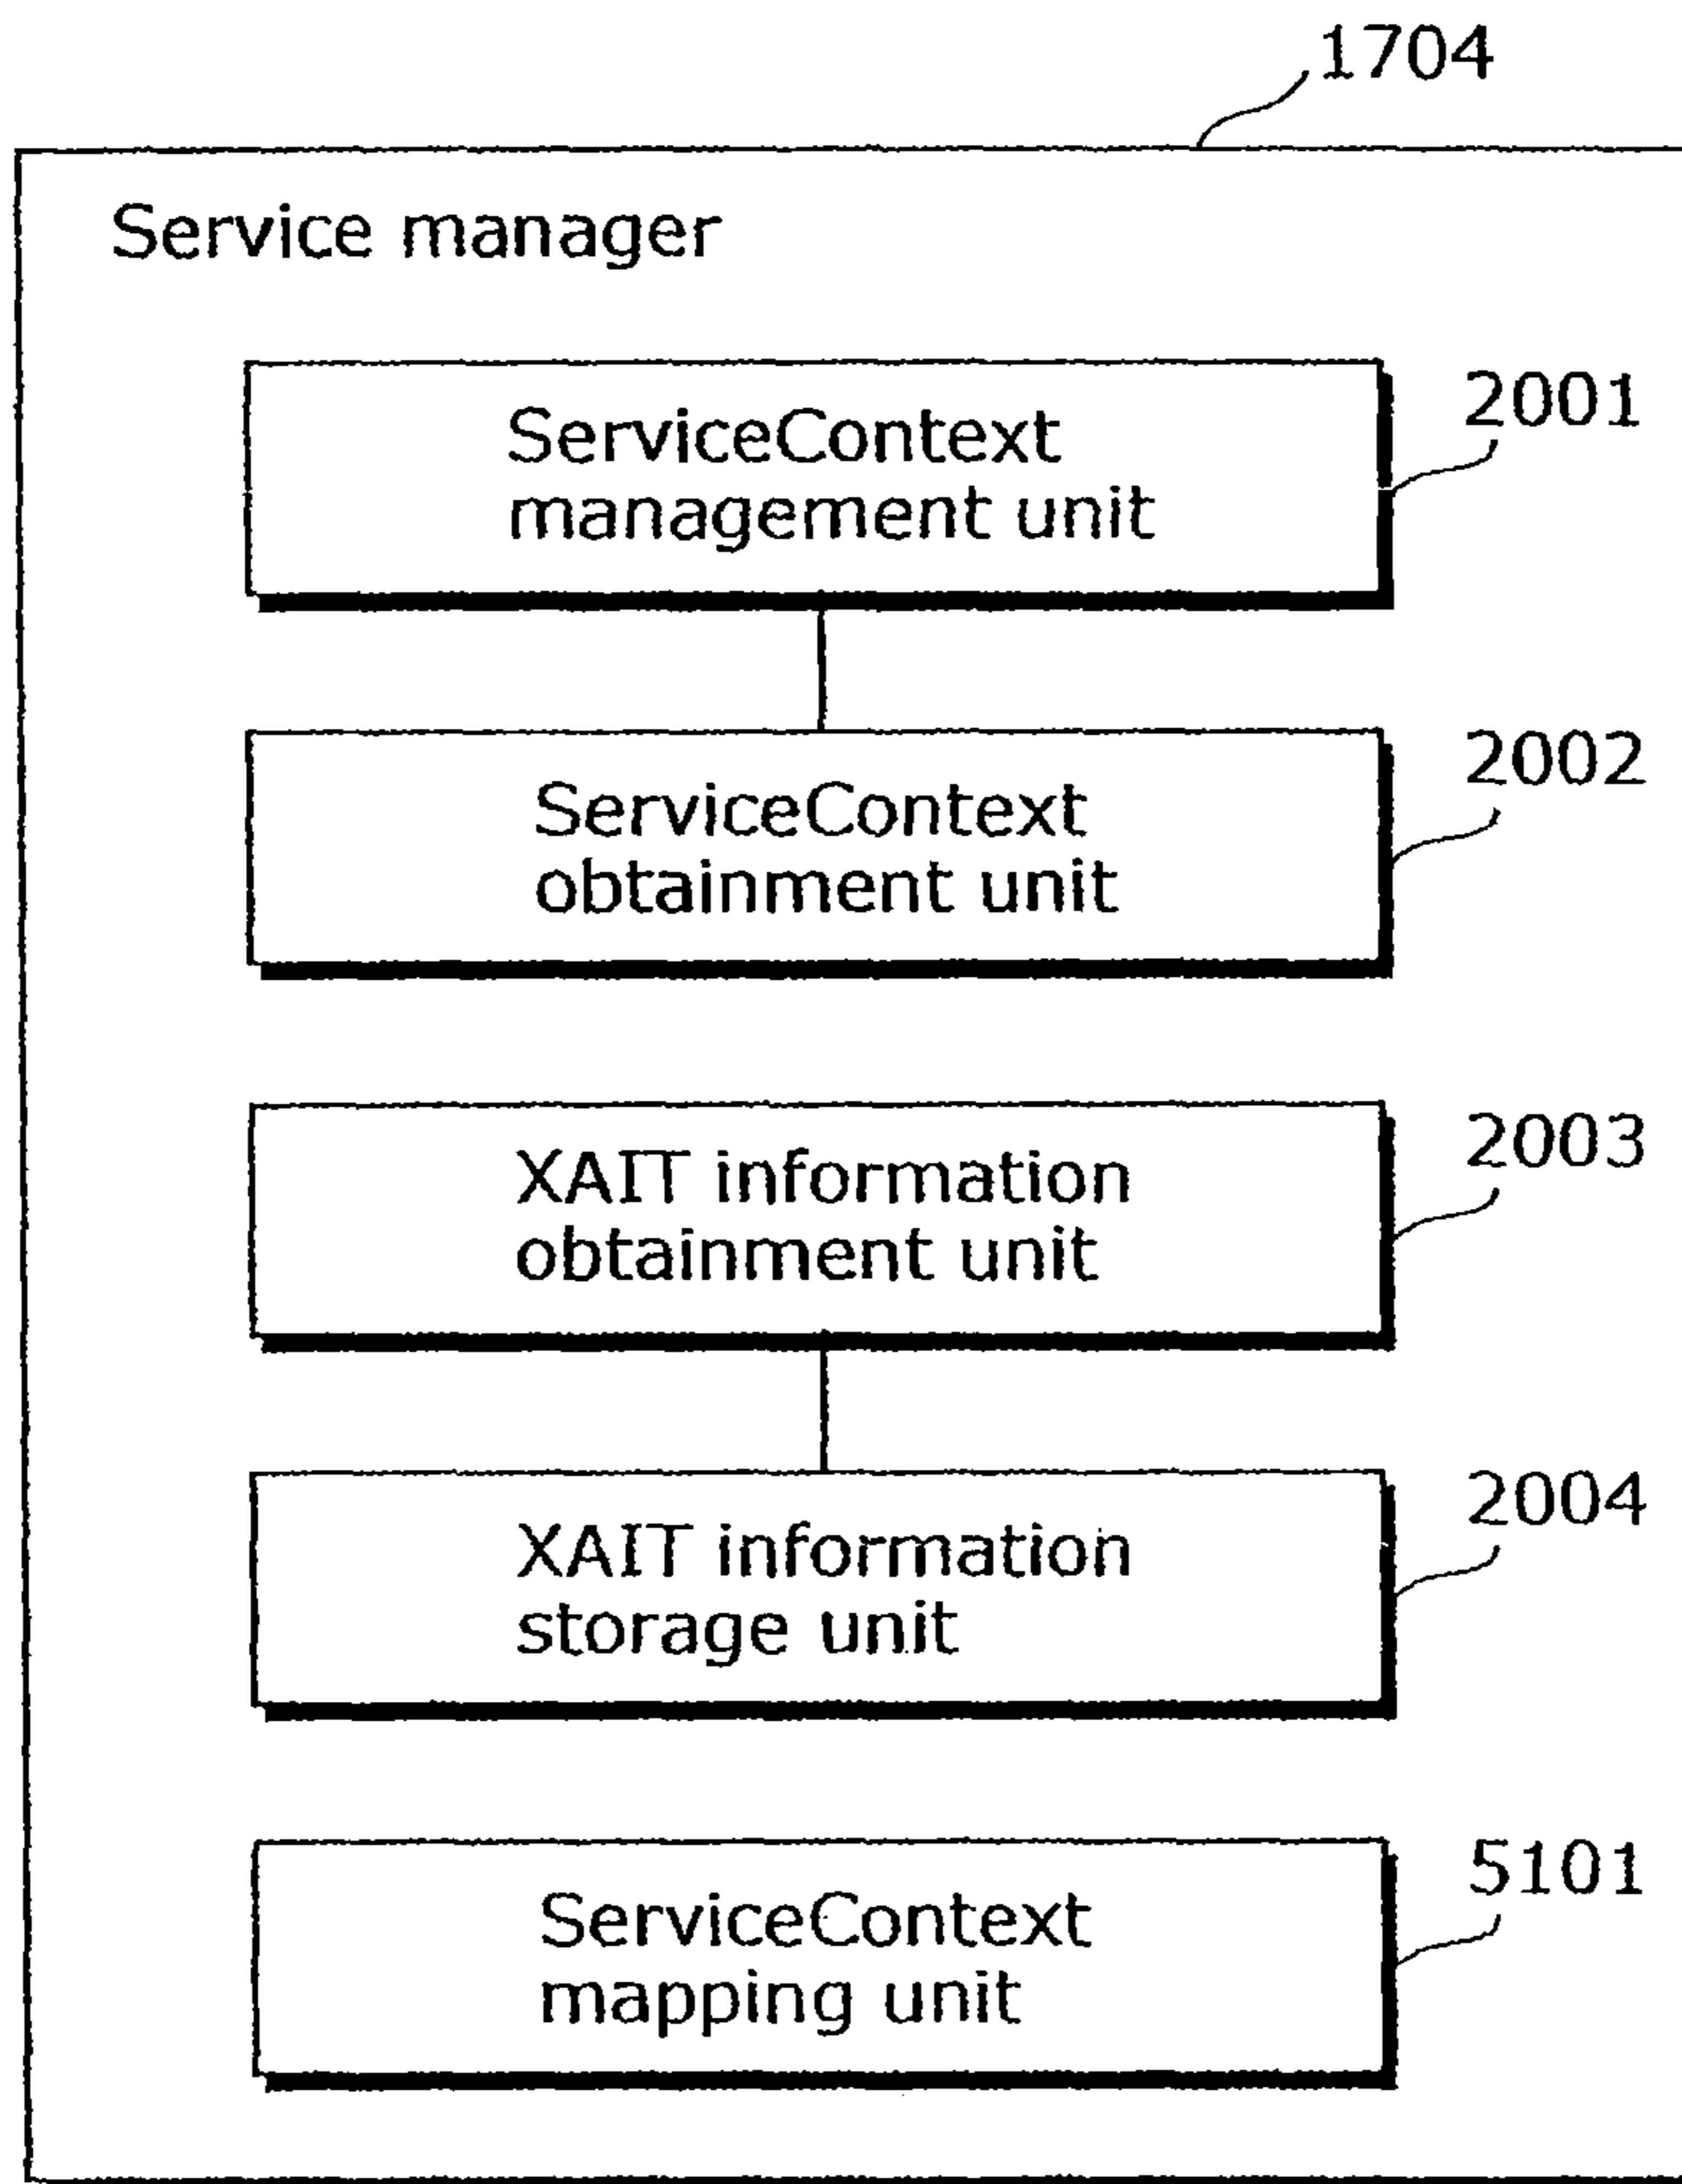 1704
Service manager
ServiceContext
management unit
2001
ServiceContext
obtainment unit
2002
XAIT information
obtainment unit
2003
XAIT information
storage unit
2004
ServiceContext
mapping unit
5101